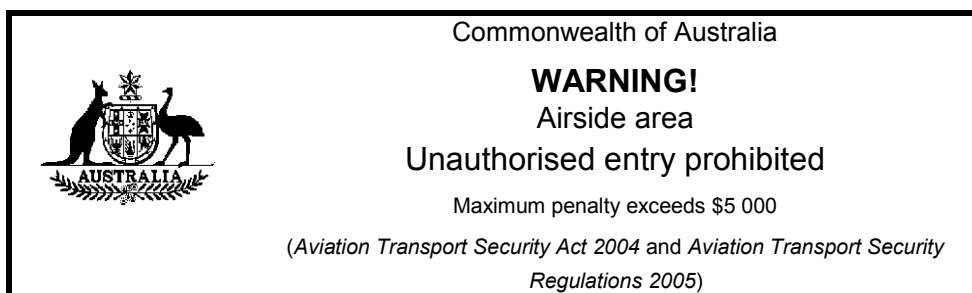 Commonwealth of Australia
WARNING!
Airside area
AUSTRALIA
Unauthorised entry prohibited
Maximum penalty exceeds $5 000
(Aviation Transport Security Act 2004 and Aviation Transport Security
Regulations 2005)